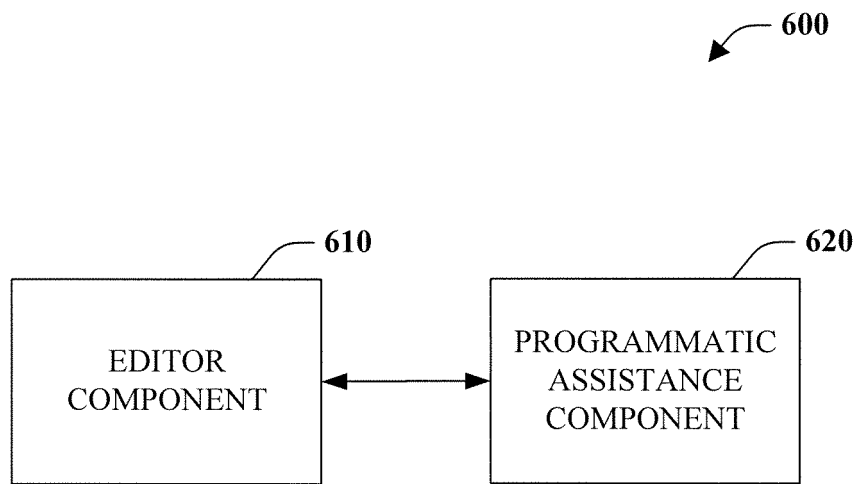 600
610
620
EDITOR
COMPONENT
PROGRAMMATIC
ASSISTANCE
COMPONENT